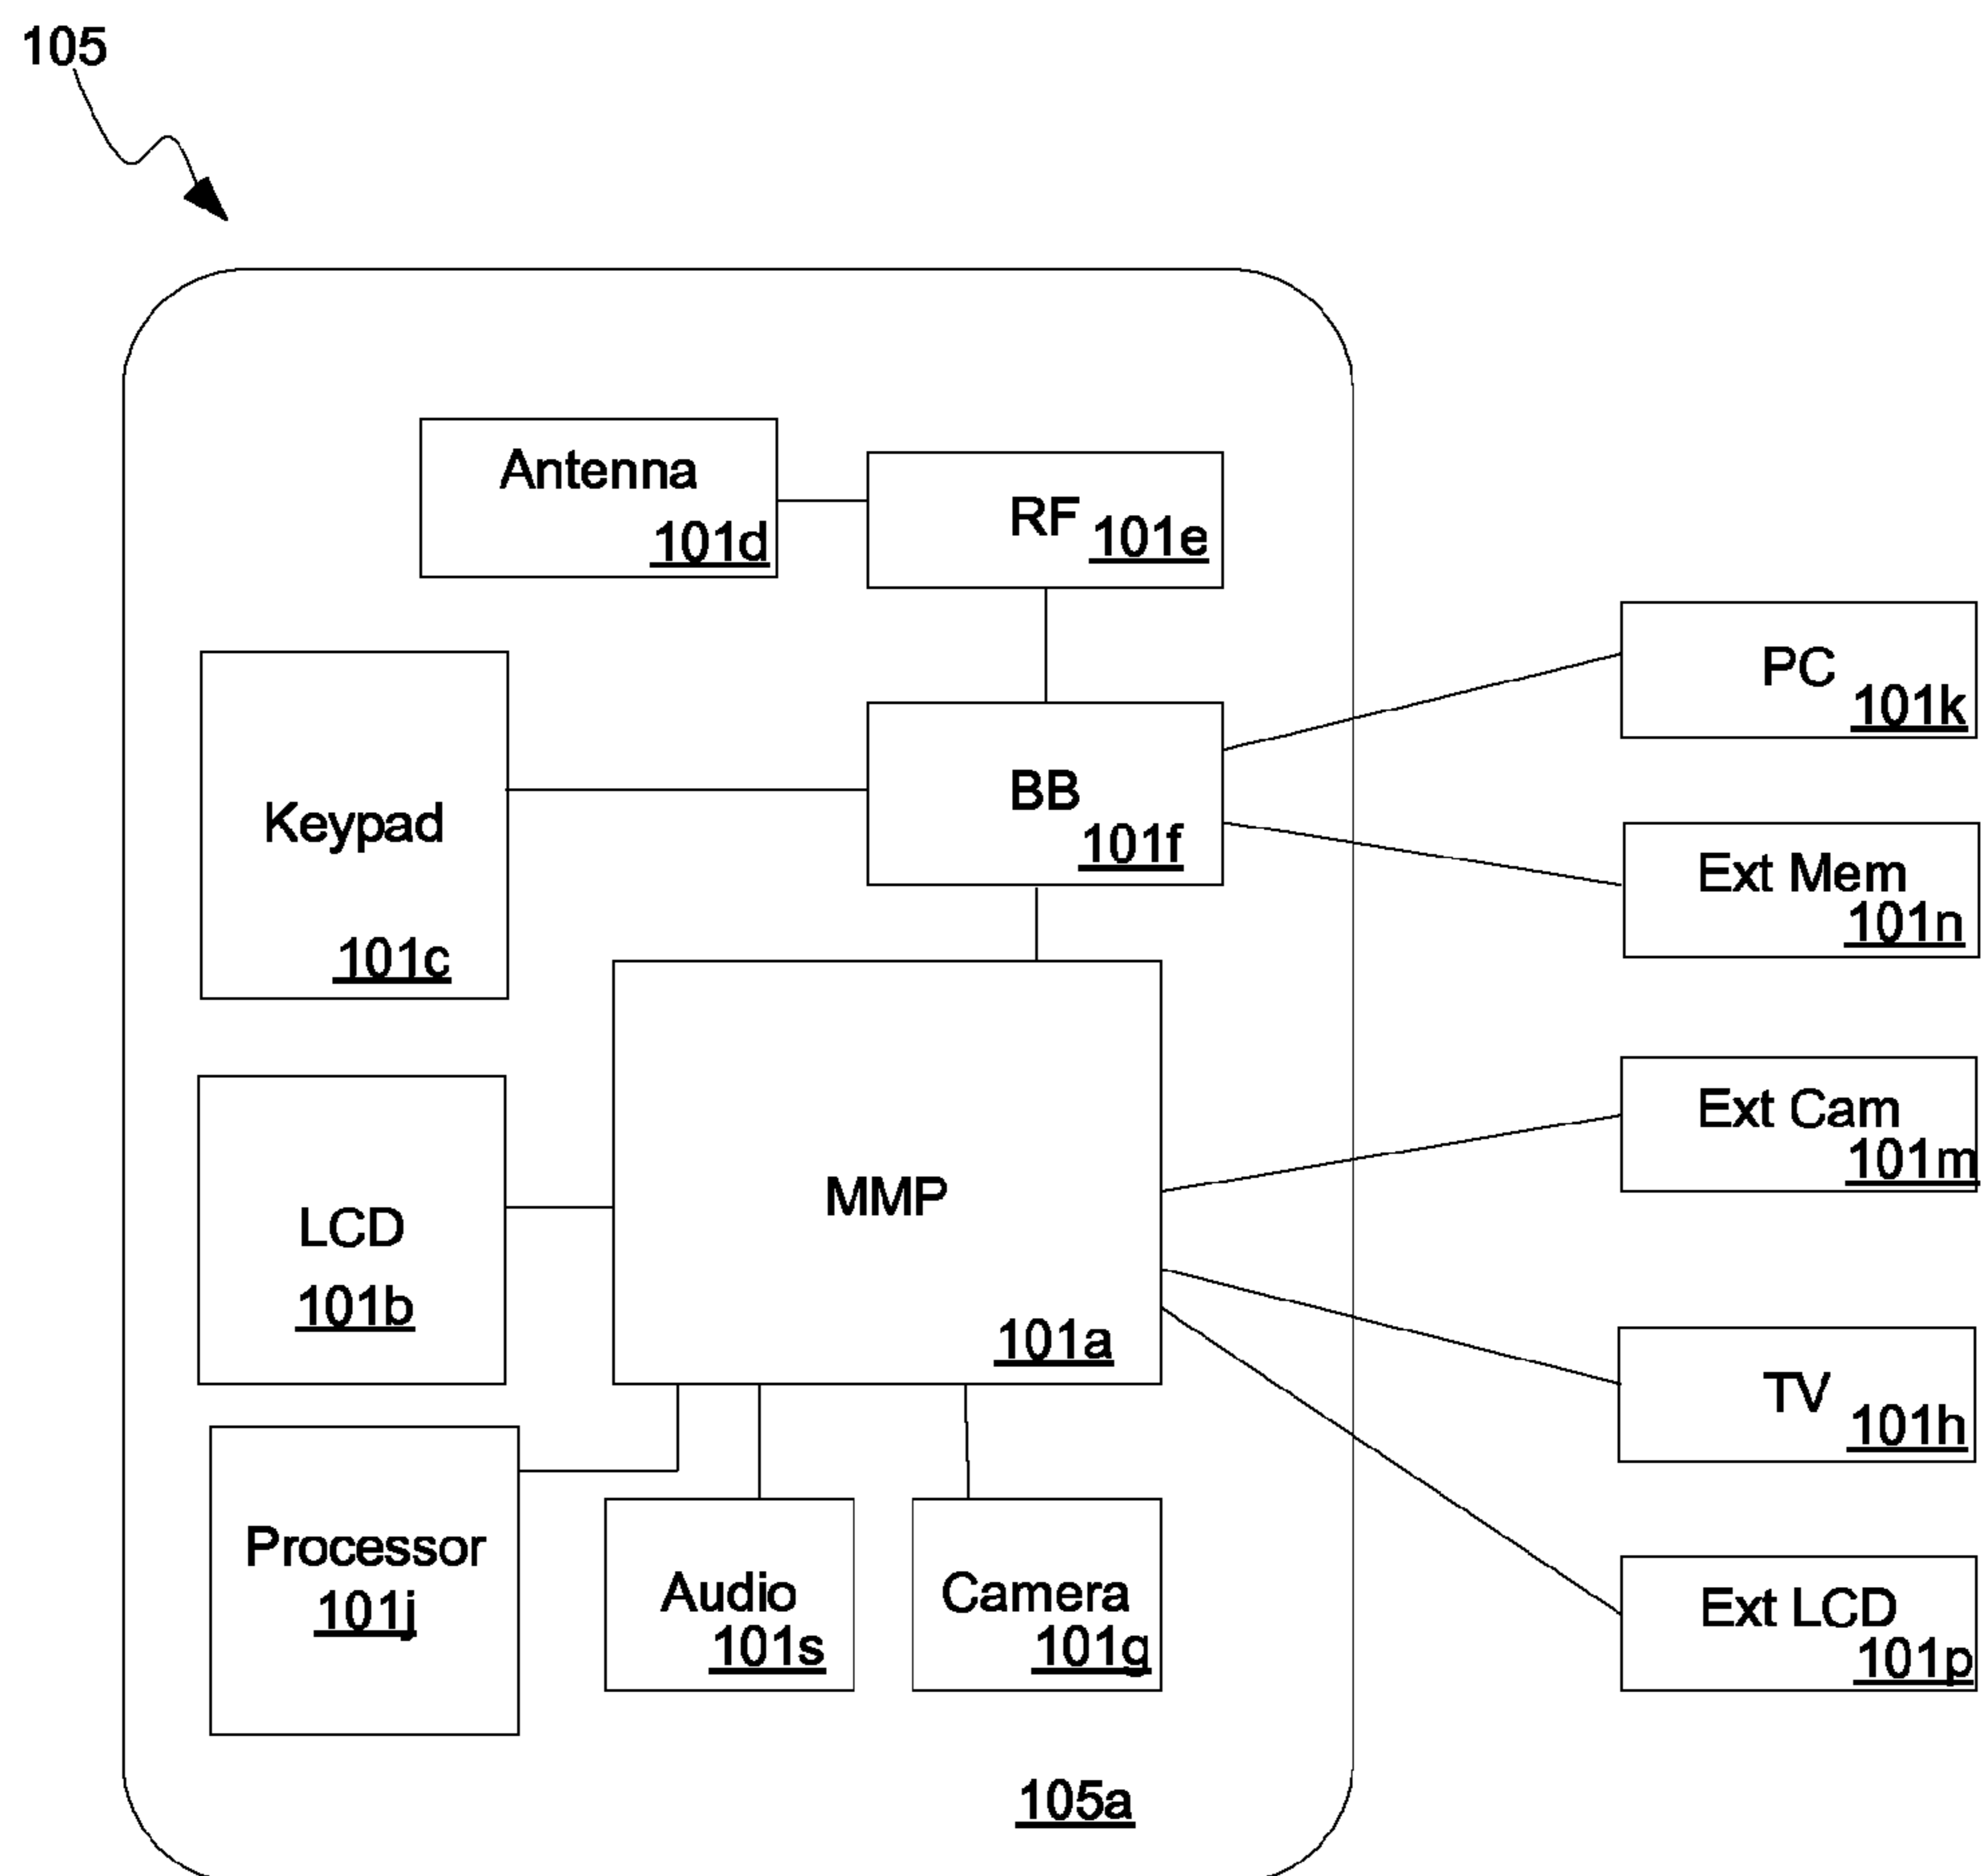 105
Antenna
101d
RF 101e
PC
101k
Keypad
101c
BB
101f
Ext Mem
101n
Ext Cam
101m
LCD
101b
MMP
101a
TV 101h
Processor
101j
Audio
101s
Camera
101g
Ext LCD
101p
105a